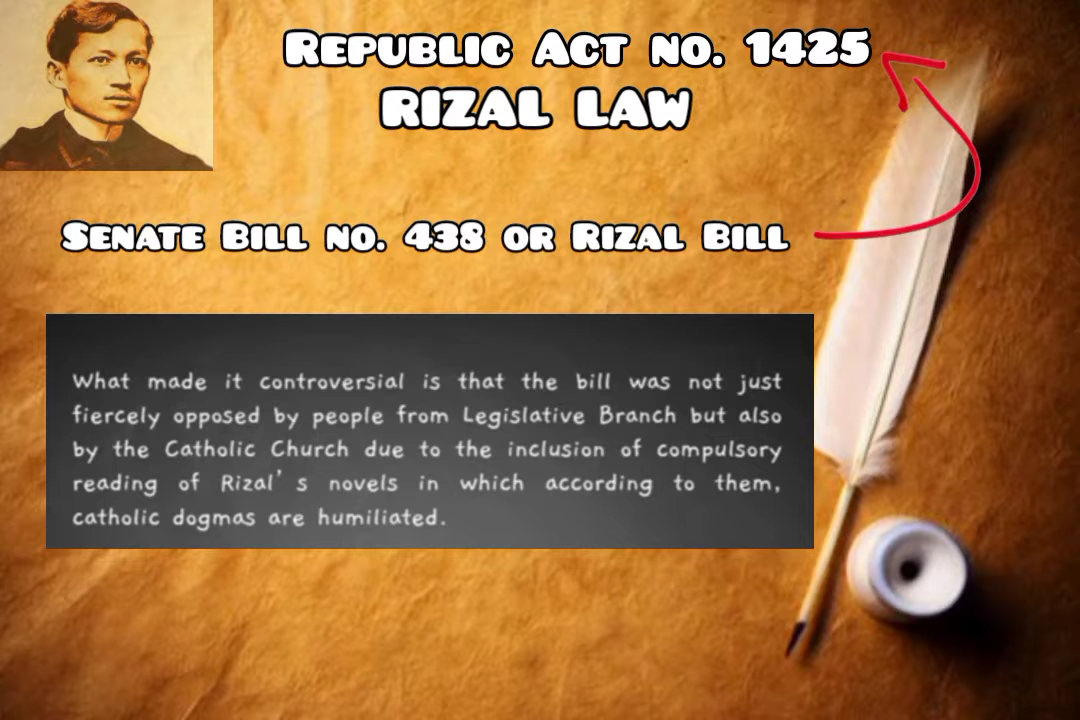 Republic Act no. 1425
RIZAL LAW
Senate Bill no. 438 or Rizal Bill
What made it controversial is that the bill was not just
fiercely opposed by people from Legislative Branch but also
by the Catholic Church due to the inclusion of compulsory
reading of Rizal's novels in which according to them,
catholic dogmas are humiliated.